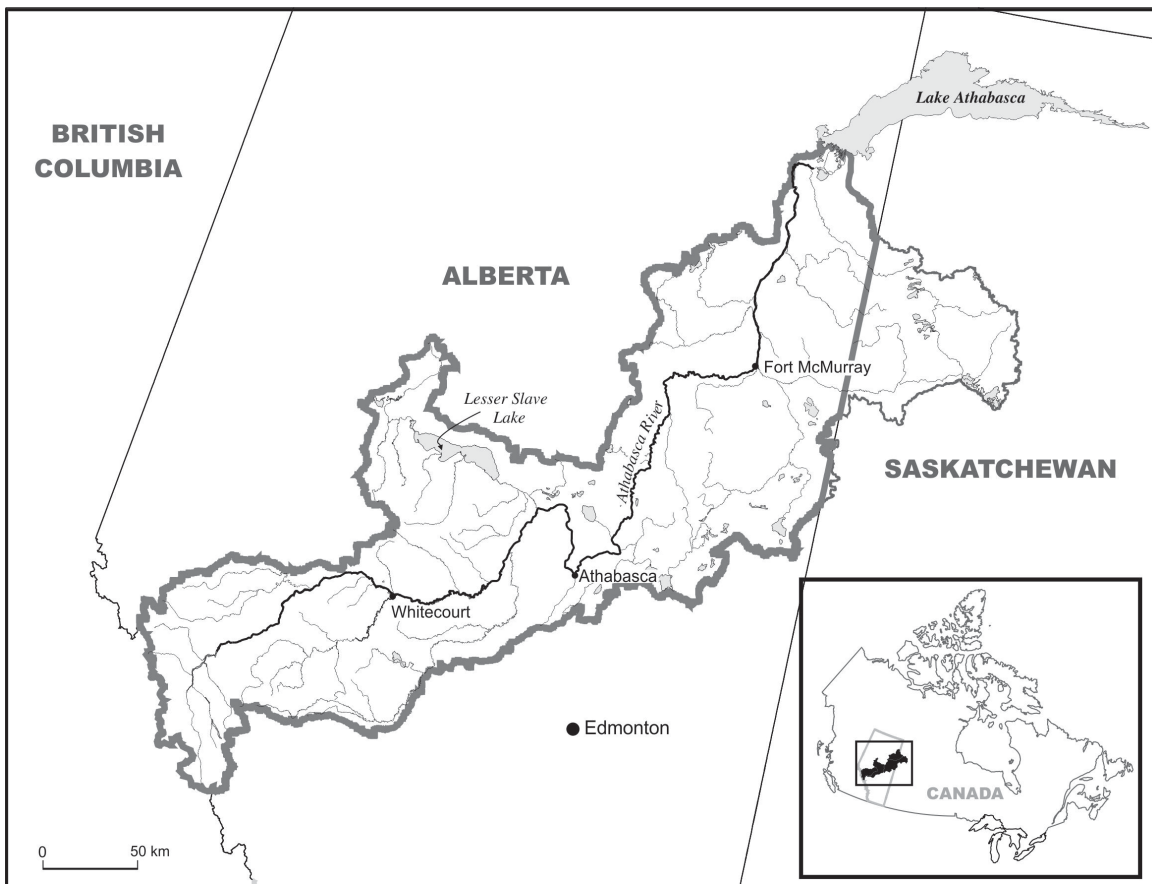 Lake Athabasca
BRITISH
COLUMBIA
ALBERTA
Fort McMurray
Lesser Slave
Lake
Athabasca River
SASKATCHEWAN
Athabasca
Whitecourt
Edmonton
CANADA
0 50 km